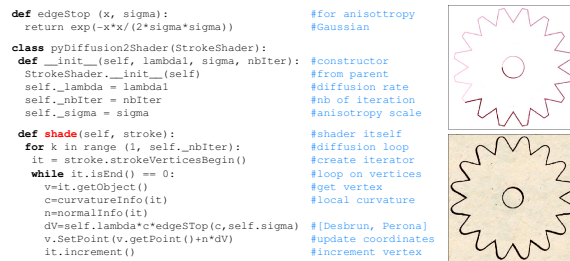 def edgeStop (x, sigma): #for anisottropy
return exp(-x*x/(2*sigma*sigma)) #Gaussian
class pyDiffusion2Shader(StrokeShader):
def __init__(self, lambda1, sigma, nbIter): #constructor
StrokeShader.__init__(self) #from parent
self._lambda = lambda1 #diffusion rate
self._nbIter = nbIter #nb of iteration
self._sigma = sigma #anisotropy scale
def shade(self, stroke): #shader itself
for k in range (1, self._nbIter): #diffusion loop
it = stroke.strokeVerticesBegin() #create iterator
while it.isEnd() == 0: #loop on vertices
v=it.getObject() #get vertex
c=curvatureInfo(it) #local curvature
n=normalInfo(it)
dV=self.lambda*c*edgeSTop(c,self.sigma) #[Desbrun, Perona]
v.SetPoint(v.getPoint()+n*dV) #update coordinates
it.increment() #increment vertex